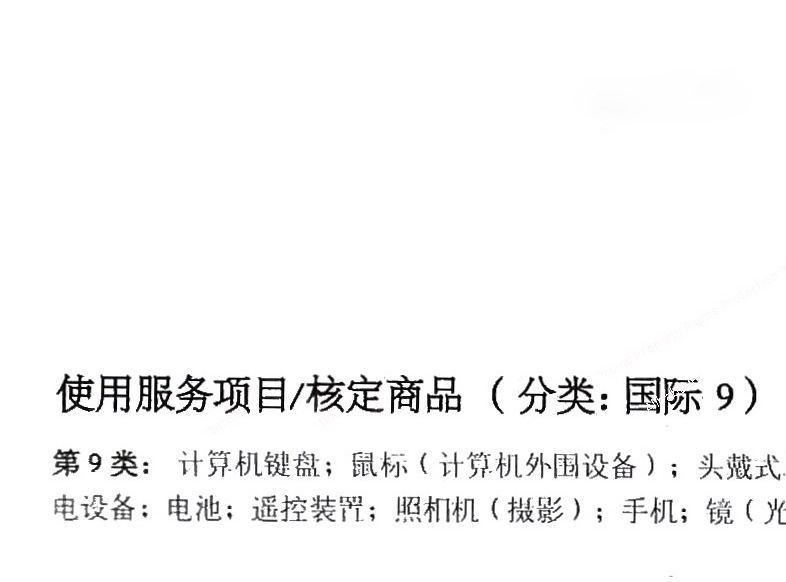 使用服务项目/核定商品（分类: 国际 9）
第 9 类： 计算机键盘；鼠标（计算机外围设备）；头戴式
电设备；电池；遥控装置；照相机（摄影）；手机；镜（光